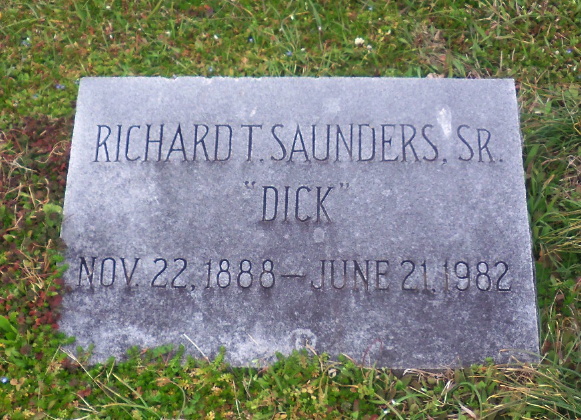 RICHARD T. SAUNDERS, SR.
"DICK"
NOV. 22, 1888 — JUNE 21, 1982